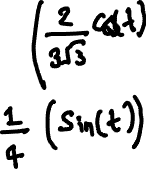 ( 2/(3√3) cos(t)
1/4 (sin(t))